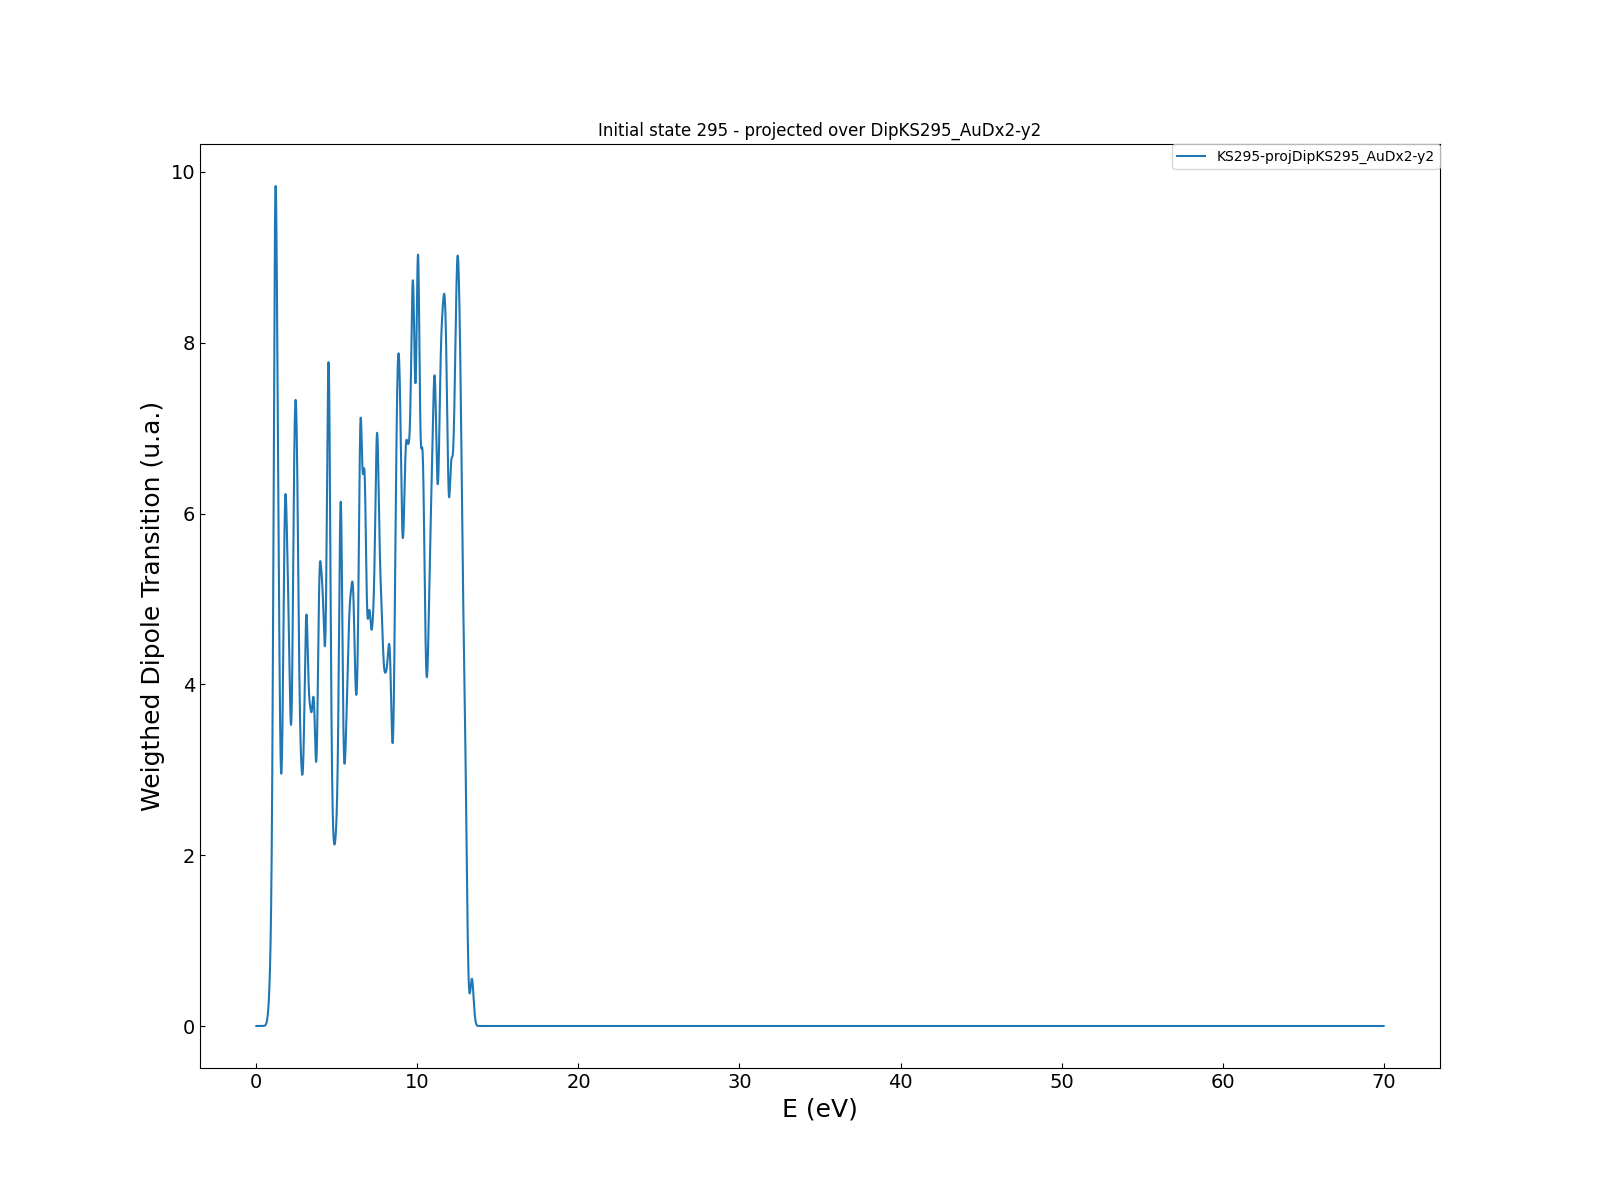 Initial state 295 - projected over DipKS295_AuDx2-y2
KS295-projDipKS295_AuDx2-y2
10
8
6
4
2
0
Weigthed Dipole Transition (u.a.)
0 10 20 30 40 50 60 70
E (eV)